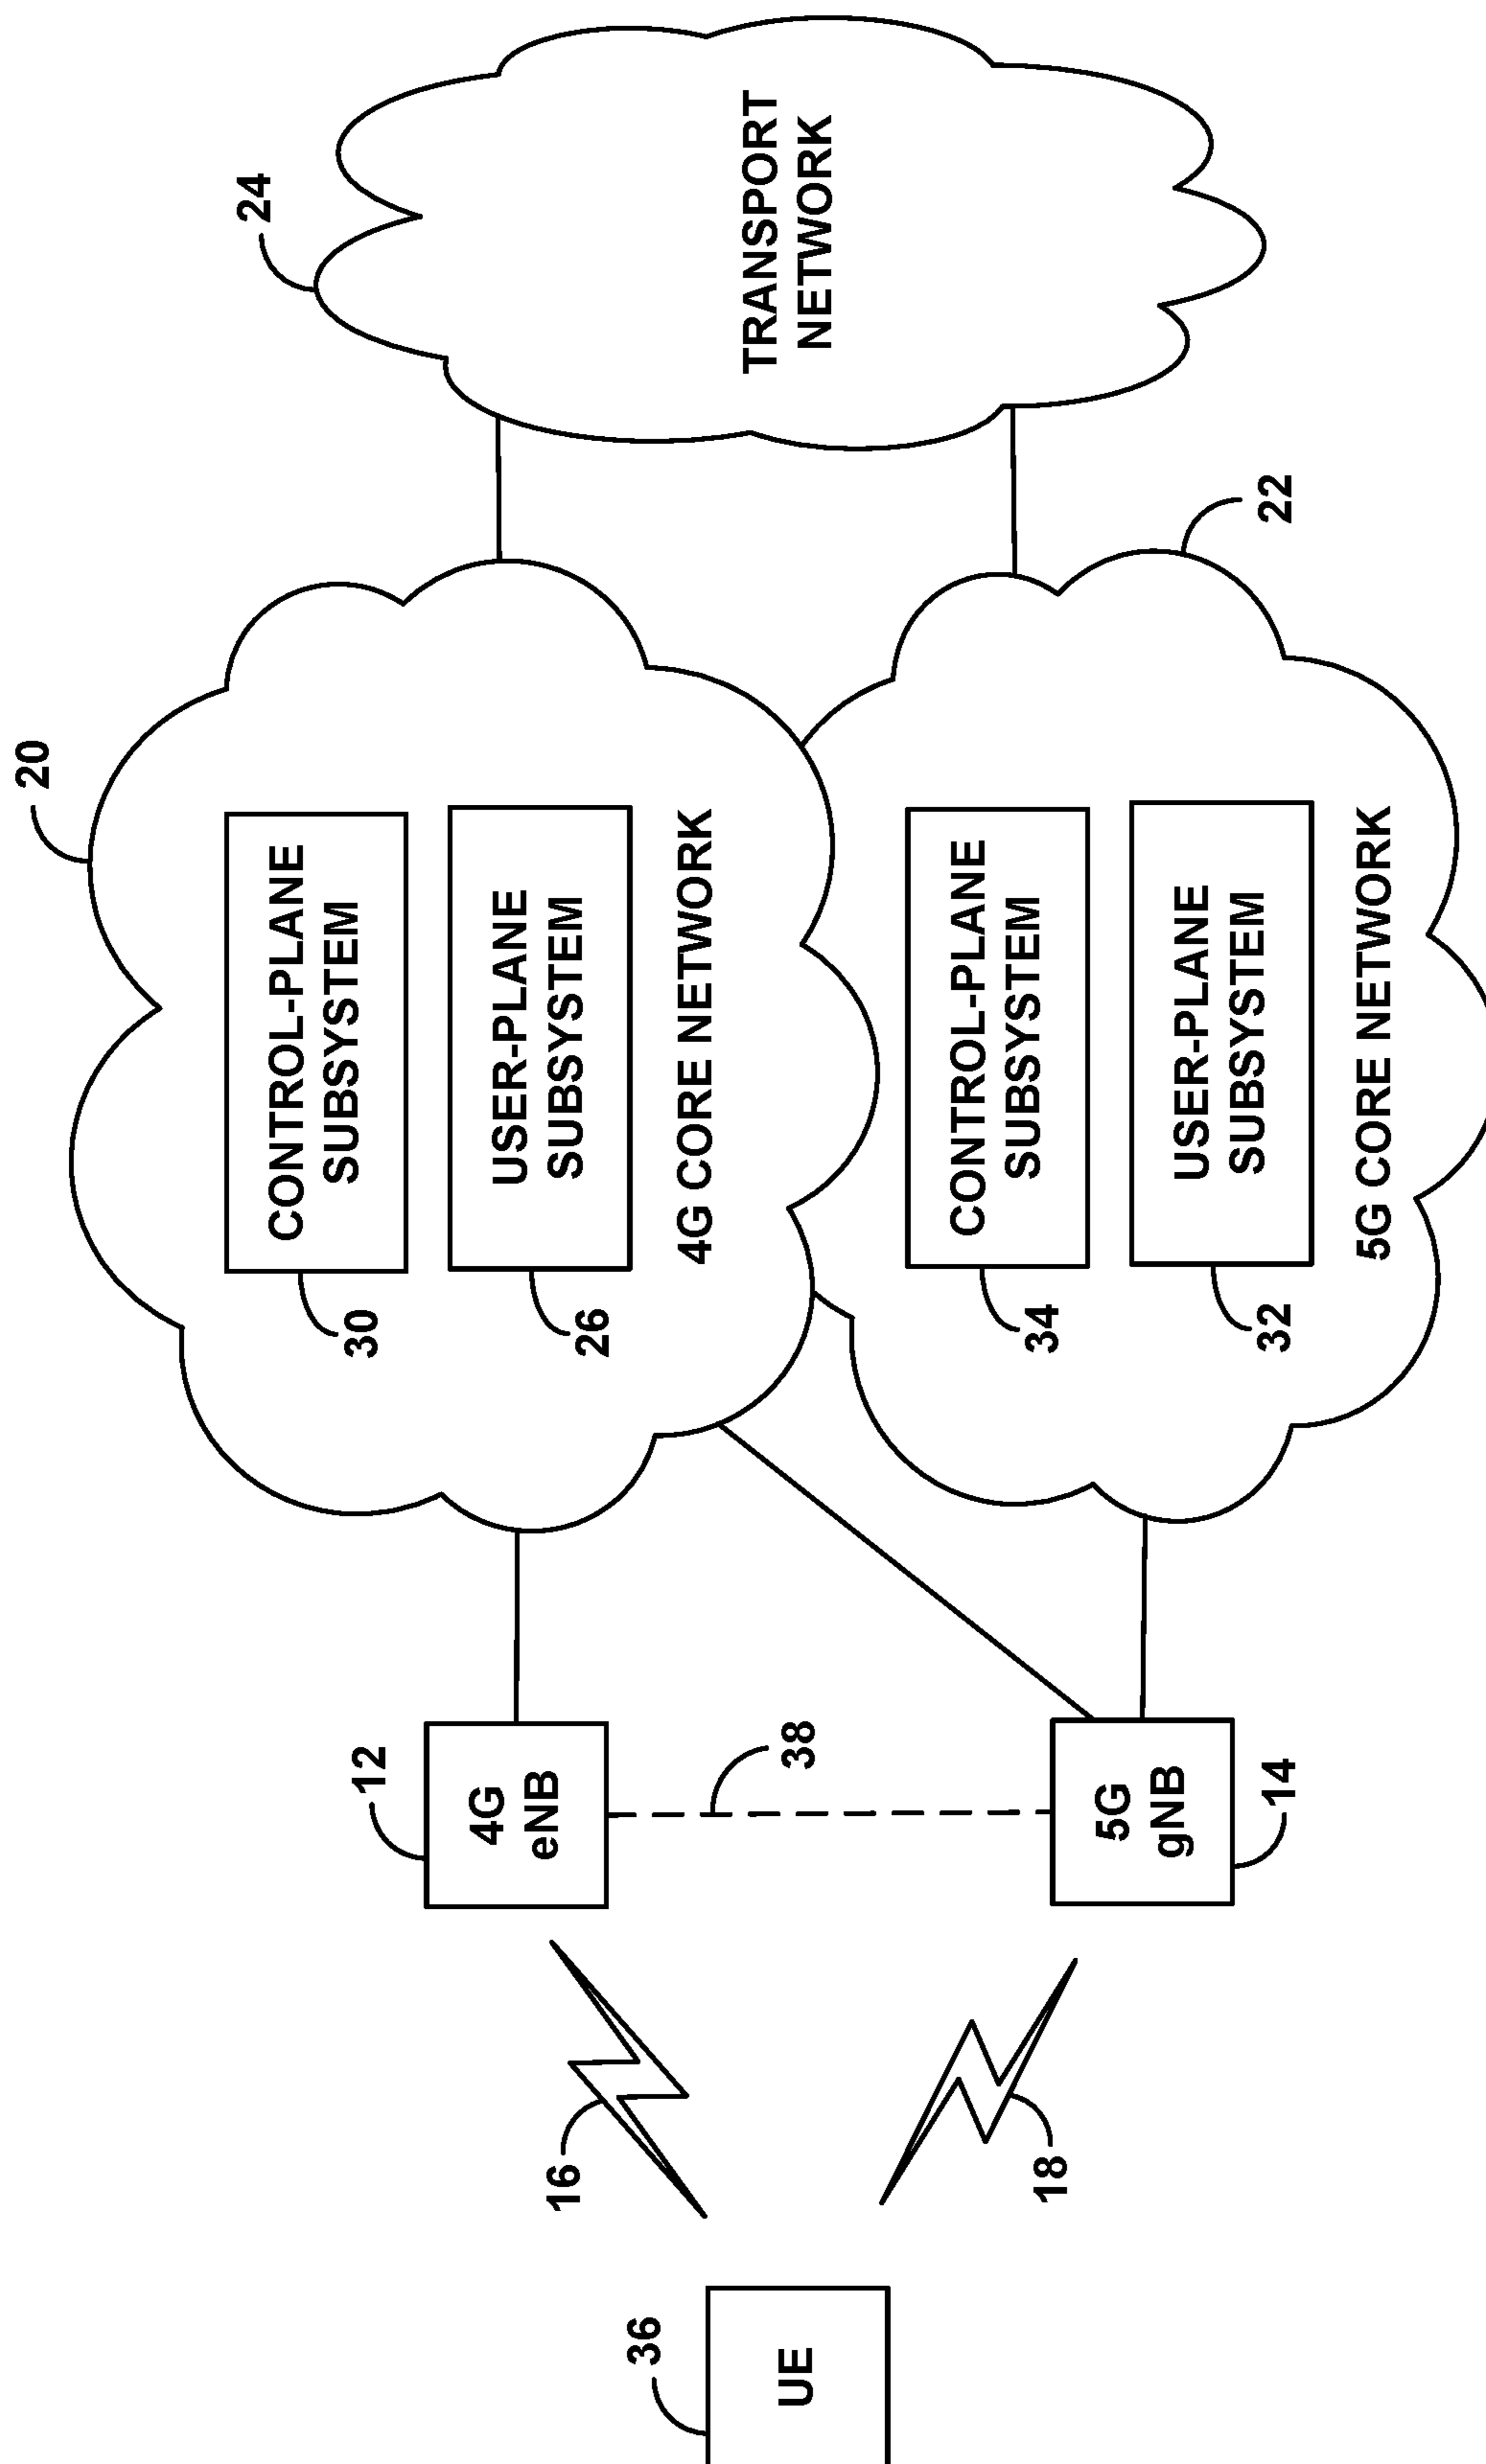 20
24
30
CONTROL-PLANE
SUBSYSTEM
26
USER-PLANE
SUBSYSTEM
4G CORE NETWORK
12
4G
eNB
TRANSPORT
NETWORK
16
36
UE
38
18
5G
gNB
14
34
CONTROL-PLANE
SUBSYSTEM
32
USER-PLANE
SUBSYSTEM
5G CORE NETWORK
22